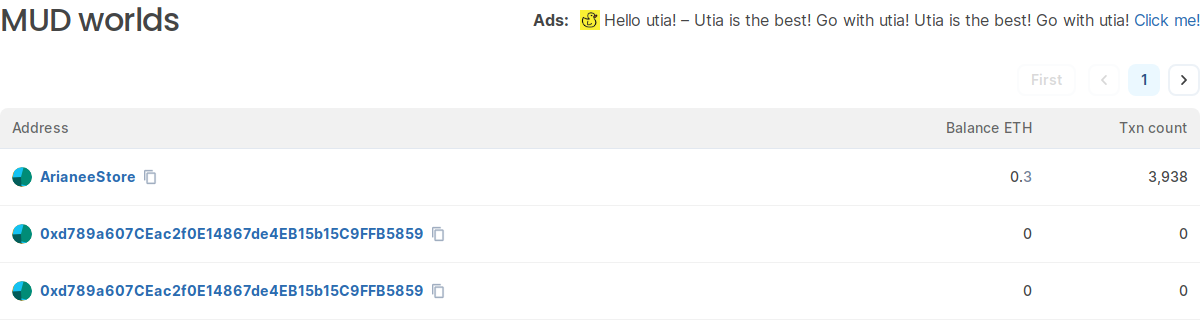 MUD worlds
Ads: Hello utia! – Utia is the best! Go with utia! Utia is the best! Go with utia! Click me!
First 1
Address Balance ETH Txn count
ArianeeStore 0.3 3,938
0xd789a607CEac2f0E14867de4EB15b15C9FFB5859 0 0
0xd789a607CEac2f0E14867de4EB15b15C9FFB5859 0 0